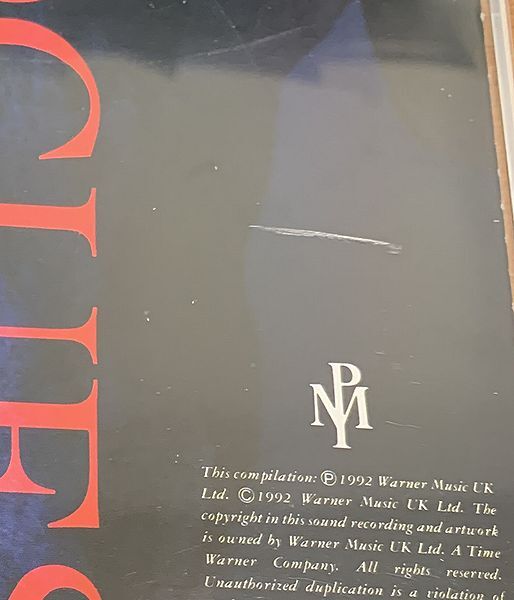 NPYM
This compilation: ℗ 1992 Warner Music UK
Ltd. © 1992 Warner Music UK Ltd. The
copyright in this sound recording and artwork
is owned by Warner Music UK Ltd. A Time
Warner Company. All rights reserved.
Unauthorized duplication is a violation of